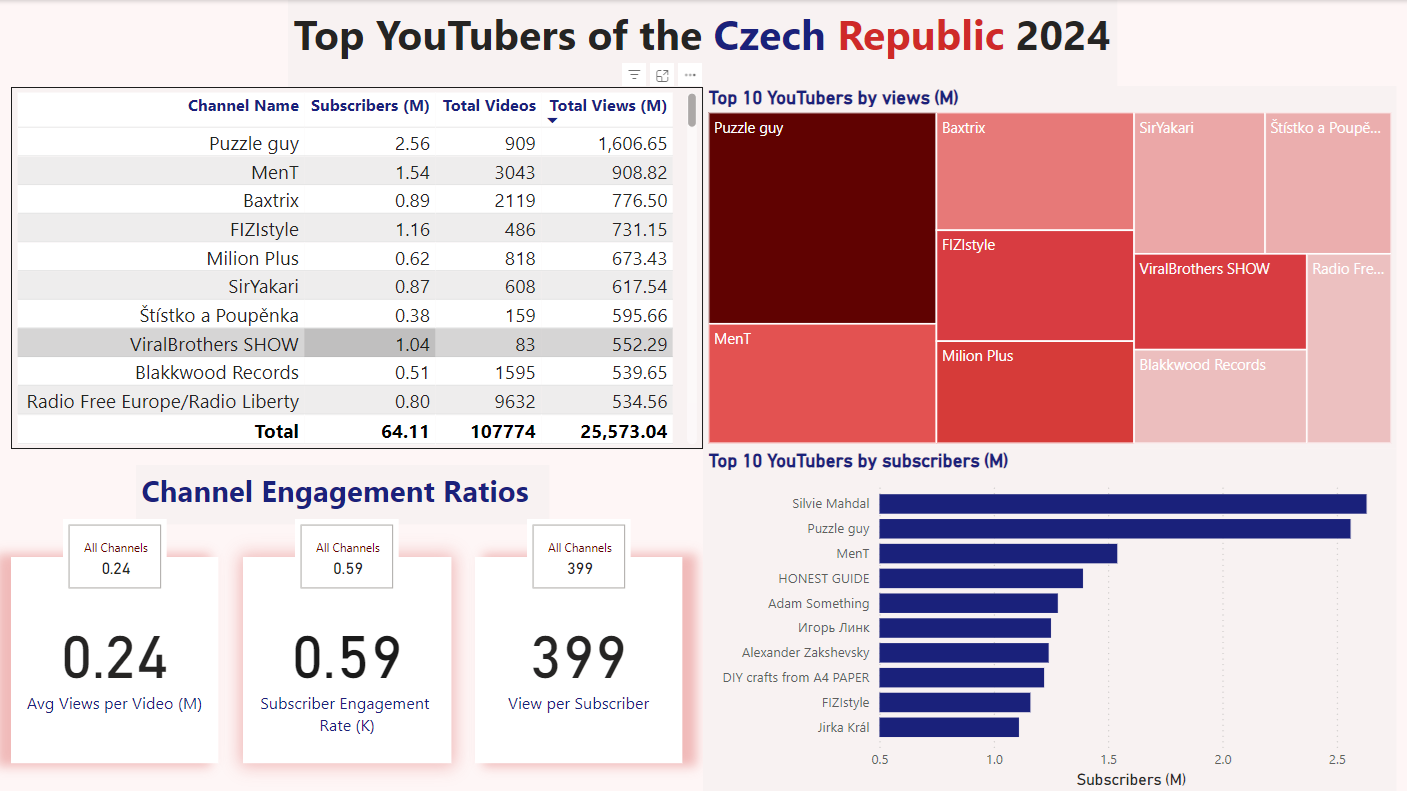 Top YouTubers of the Czech Republic 2024
Channel Name Subscribers (M) Total Videos Total Views (M)
Puzzle guy 2.56 909 1,606.65
MenT 1.54 3043 908.82
Baxtrix 0.89 2119 776.50
FIZIstyle 1.16 486 731.15
Milion Plus 0.62 818 673.43
SirYakari 0.87 608 617.54
Štístko a Poupěnka 0.38 159 595.66
ViralBrothers SHOW 1.04 83 552.29
Blakkwood Records 0.51 1595 539.65
Radio Free Europe/Radio Liberty 0.80 9632 534.56
Total 64.11 107774 25,573.04
Top 10 YouTubers by views (M)
Puzzle guy
Baxtrix
SirYakari
Štístko a Poupě...
FIZIstyle
ViralBrothers SHOW
Radio Fre...
MenT
Milion Plus
Blakkwood Records
Channel Engagement Ratios
All Channels
0.24
0.24
Avg Views per Video (M)
All Channels
0.59
0.59
Subscriber Engagement
Rate (K)
All Channels
399
399
View per Subscriber
Top 10 YouTubers by subscribers (M)
Silvie Mahdal
Puzzle guy
MenT
HONEST GUIDE
Adam Something
Игорь Линк
Alexander Zakshevsky
DIY crafts from A4 PAPER
FIZIstyle
Jirka Král
0.5 1.0 1.5 2.0 2.5
Subscribers (M)